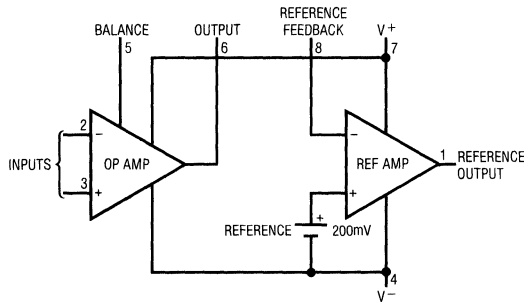 BALANCE
5
OUTPUT
6
REFERENCE
FEEDBACK
8
V+
7
2
−
INPUTS
OP AMP
3
+
−
REF AMP
+
1
REFERENCE
OUTPUT
REFERENCE
+
200mV
4
V−